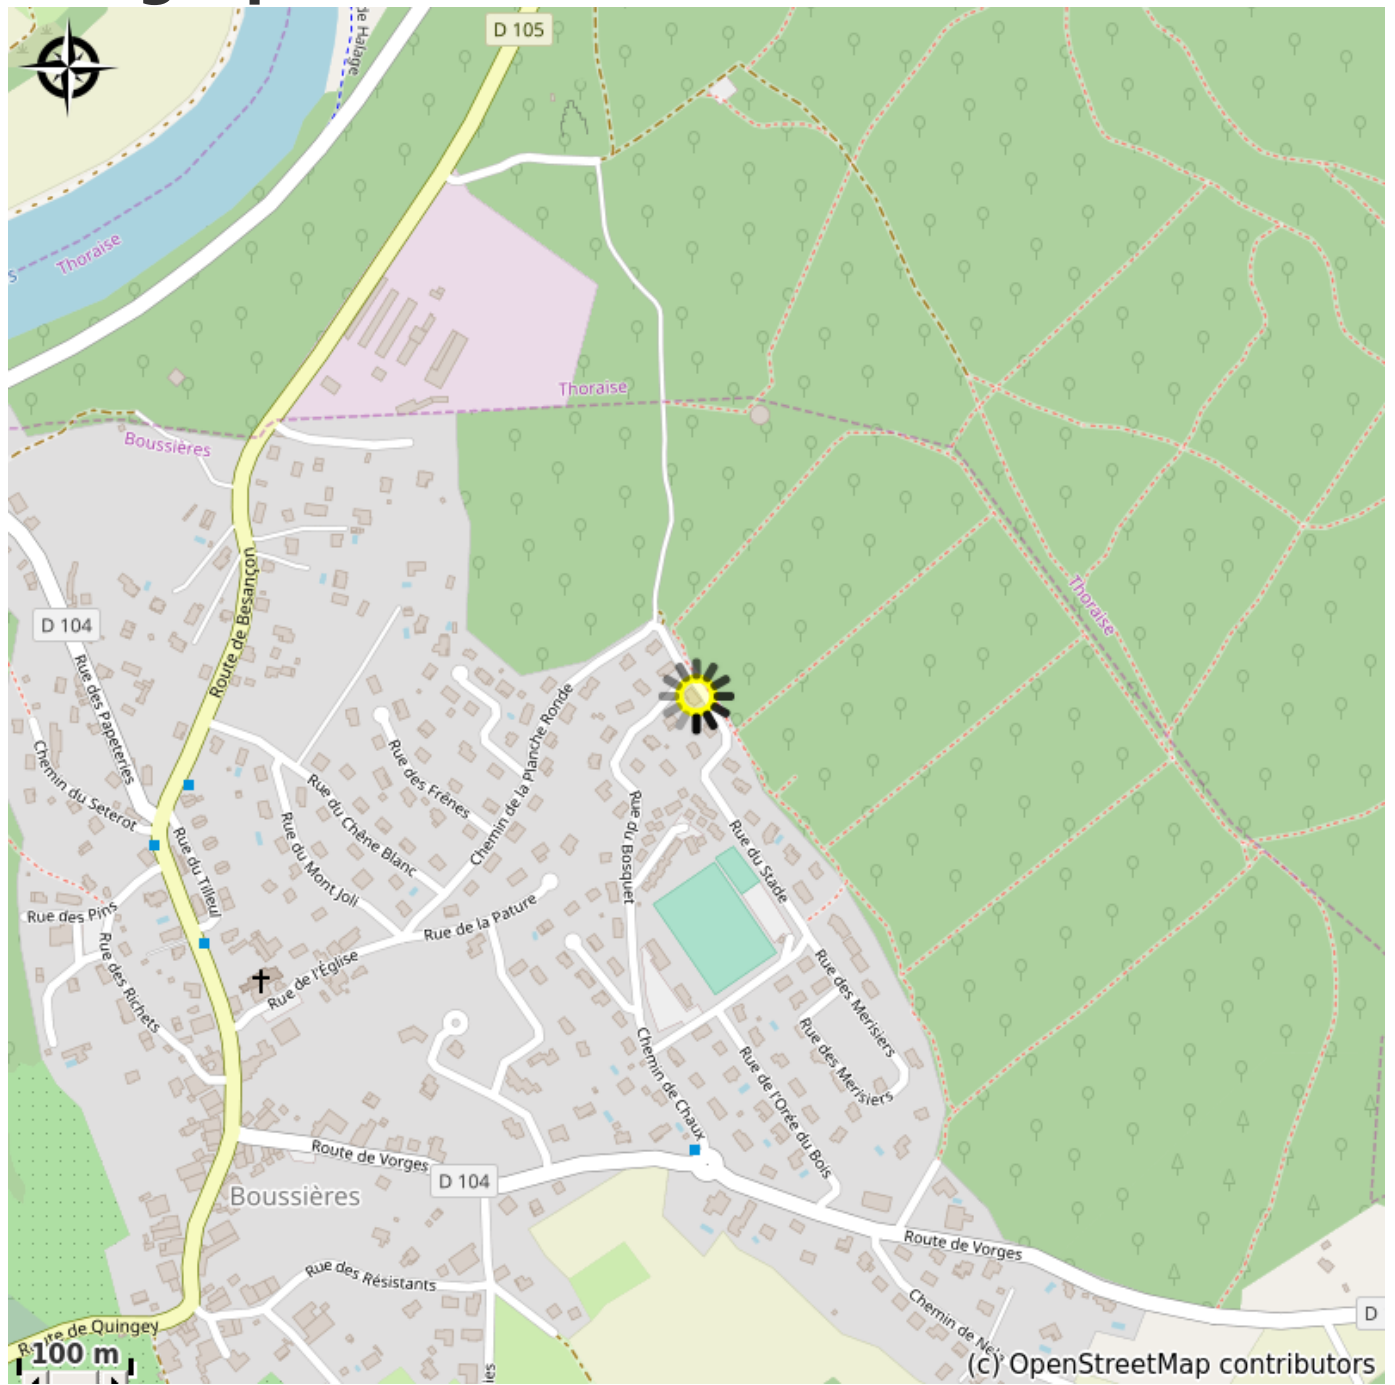 D 105
de Halage
Thoraise
Thoraise
Boussières
Route de Besançon
Thoraise
D 104
Rue des Papeteries
Chemin du Seterot
Rue des Frênes
Chemin de la Planche Ronde
Rue du Chêne Blanc
Rue du Mont Joli
Rue du Tilleul
Rue du Bosquet
Rue du Stade
Rue des Pins
Rue de la Pature
Rue des Richets
Rue de l'Église
Rue des Merisiers
Rue des Merisiers
Chemin de Chaux
Rue de l'Orée du Bois
Route de Vorges
D 104
Boussières
Route de Vorges
Rue des Résistants
Chemin de
D
Route de Quingey
100 m
(c) OpenStreetMap contributors